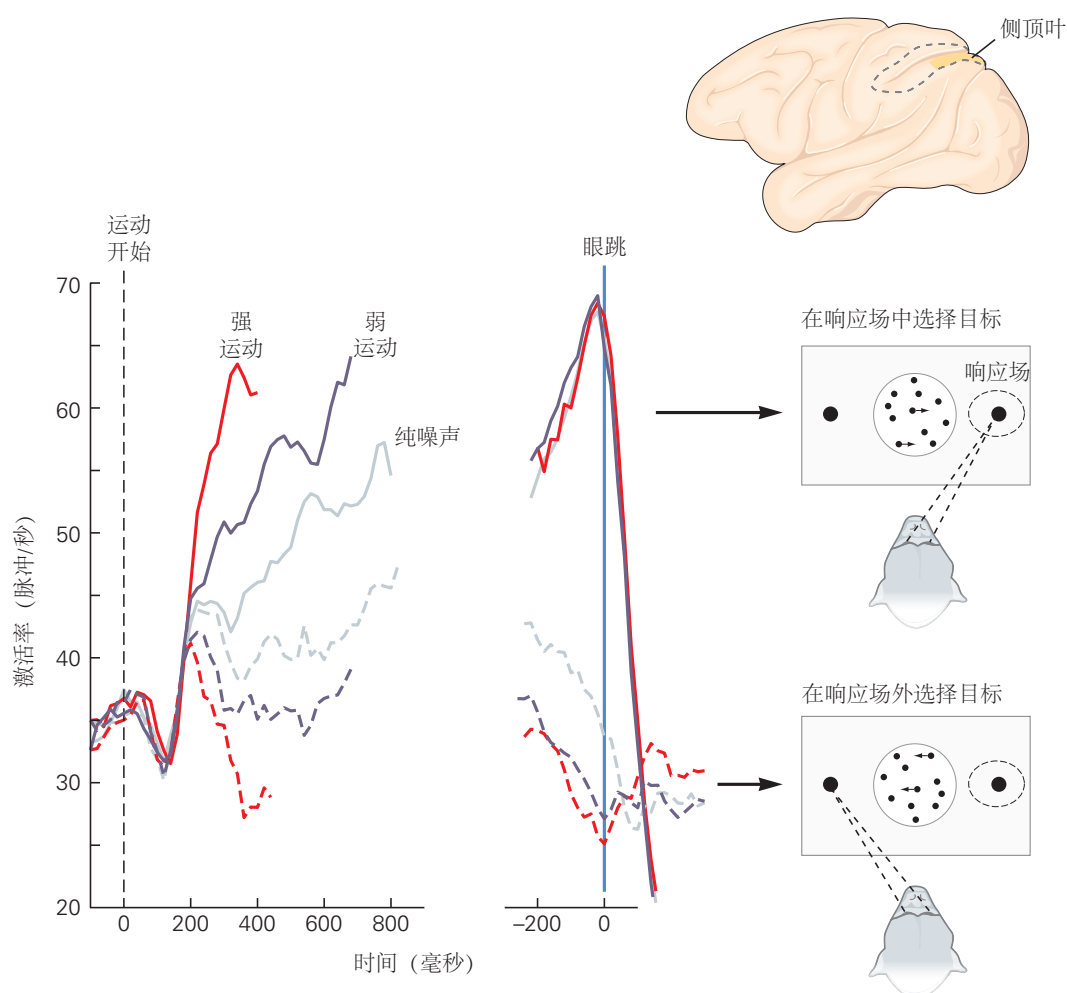 侧顶叶
运动
开始
眼跳
70
60
50
40
30
20
激活率（脉冲/秒）
强
运动
弱
运动
纯噪声
0
200
400
600
800
−200
0
时间（毫秒）
在响应场中选择目标
响应场
在响应场外选择目标